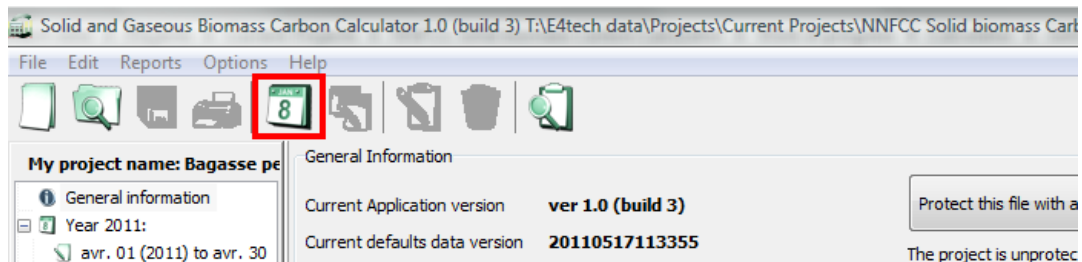 Solid and Gaseous Biomass Carbon Calculator 1.0 (build 3) T:\E4tech data\Projects\Current Projects\NNFCC Solid biomass Carb
File Edit Reports Options Help
JAN
8
My project name: Bagasse pe
General information
Year 2011:
avr. 01 (2011) to avr. 30
General Information
Current Application version ver 1.0 (build 3)
Current defaults data version 20110517113355
Protect this file with a
The project is unprotec